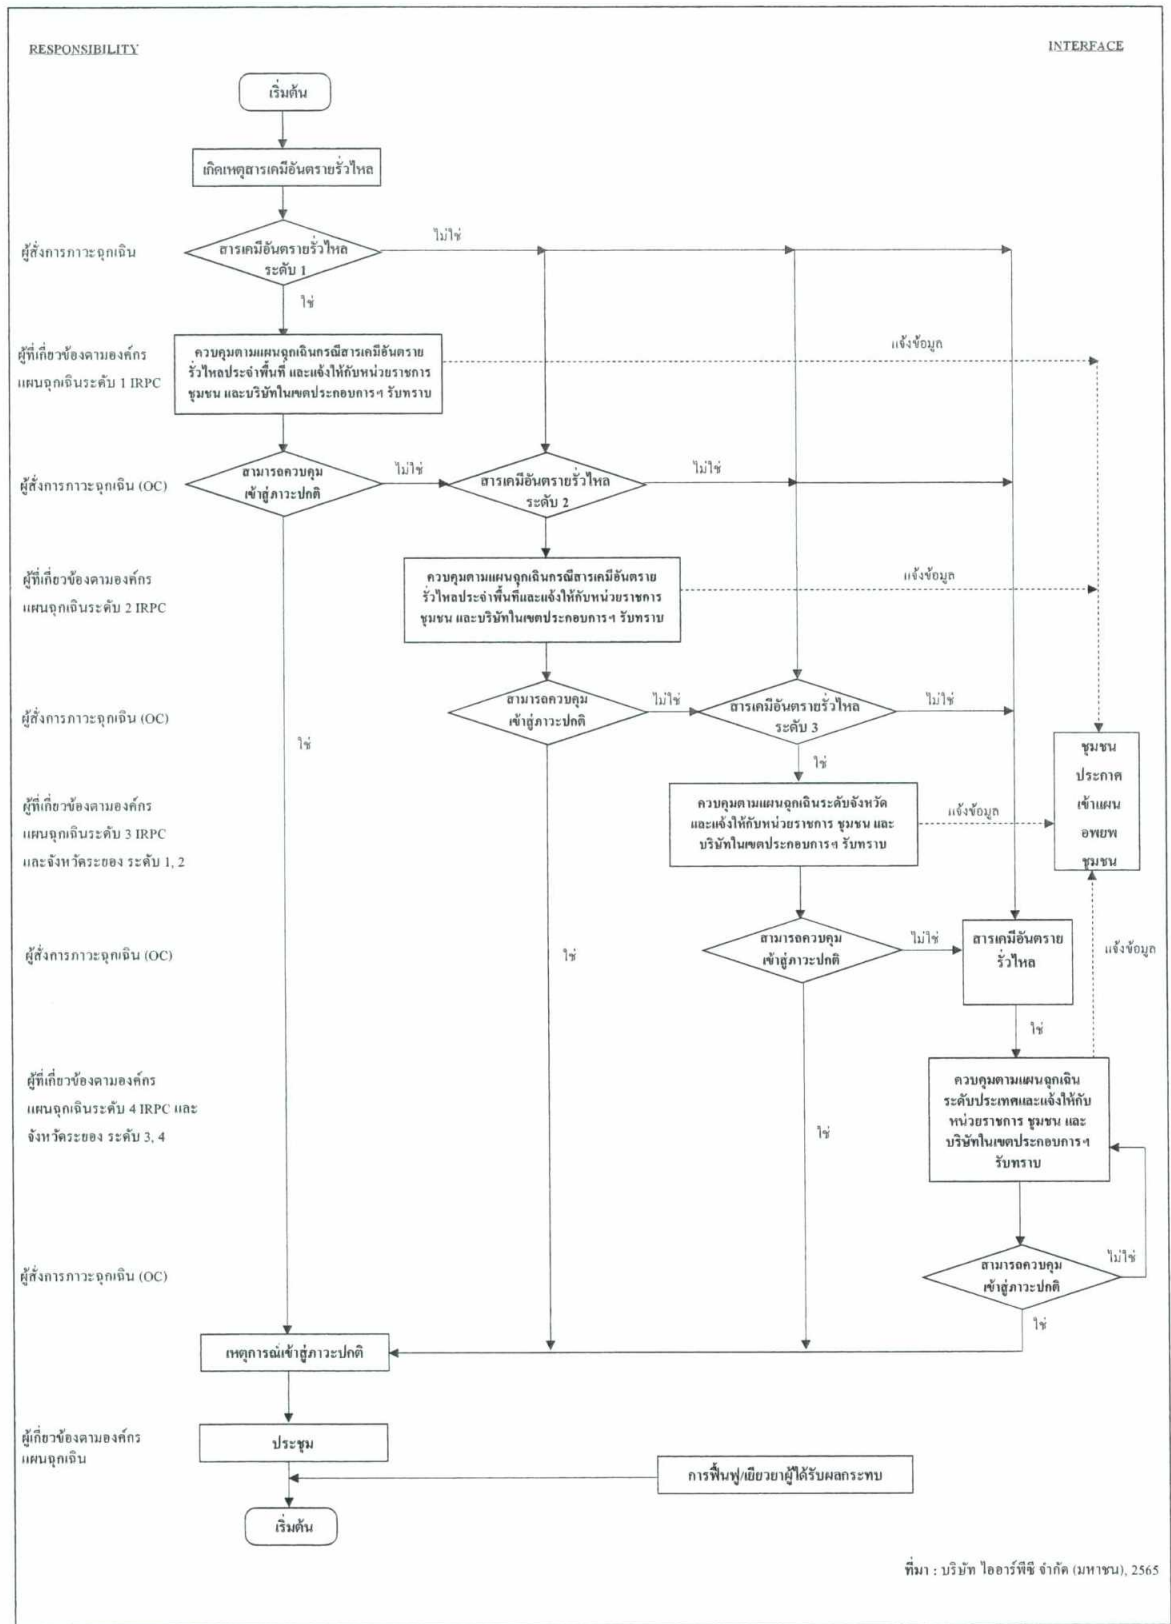 RESPONSIBILITY
INTERFACE
เริ่มต้น
เกิดเหตุสารเคมีอันตรายรั่วไหล
ผู้สั่งการภาวะฉุกเฉิน
สารเคมีอันตรายรั่วไหล
ระดับ 1
ไม่ใช่
ใช่
ผู้ที่เกี่ยวข้องตามองค์กร
แผนฉุกเฉินระดับ 1 IRPC
ควบคุมตามแผนฉุกเฉินกรณีสารเคมีอันตราย
รั่วไหลประจำพื้นที่ และแจ้งให้กับหน่วยราชการ
ชุมชน และบริษัทในเขตประกอบการฯ รับทราบ
แจ้งข้อมูล
ผู้สั่งการภาวะฉุกเฉิน (OC)
สามารถควบคุม
เข้าสู่ภาวะปกติ
ไม่ใช่
สารเคมีอันตรายรั่วไหล
ระดับ 2
ไม่ใช่
ผู้ที่เกี่ยวข้องตามองค์กร
แผนฉุกเฉินระดับ 2 IRPC
ควบคุมตามแผนฉุกเฉินกรณีสารเคมีอันตราย
รั่วไหลประจำพื้นที่และแจ้งให้กับหน่วยราชการ
ชุมชน และบริษัทในเขตประกอบการฯ รับทราบ
แจ้งข้อมูล
ผู้สั่งการภาวะฉุกเฉิน (OC)
ใช่
สามารถควบคุม
เข้าสู่ภาวะปกติ
ไม่ใช่
สารเคมีอันตรายรั่วไหล
ระดับ 3
ไม่ใช่
ใช่
ชุมชน
ประกาศ
เข้าแผน
อพยพ
ชุมชน
ผู้ที่เกี่ยวข้องตามองค์กร
แผนฉุกเฉินระดับ 3 IRPC
และจังหวัดระยอง ระดับ 1, 2
ควบคุมตามแผนฉุกเฉินระดับจังหวัด
และแจ้งให้กับหน่วยราชการ ชุมชน และ
บริษัทในเขตประกอบการฯ รับทราบ
แจ้งข้อมูล
ผู้สั่งการภาวะฉุกเฉิน (OC)
ใช่
สามารถควบคุม
เข้าสู่ภาวะปกติ
ไม่ใช่
สารเคมีอันตราย
รั่วไหล
แจ้งข้อมูล
ใช่
ผู้ที่เกี่ยวข้องตามองค์กร
แผนฉุกเฉินระดับ 4 IRPC และ
จังหวัดระยอง ระดับ 3, 4
ใช่
ควบคุมตามแผนฉุกเฉิน
ระดับประเทศและแจ้งให้กับ
หน่วยราชการ ชุมชน และ
บริษัทในเขตประกอบการฯ
รับทราบ
ผู้สั่งการภาวะฉุกเฉิน (OC)
สามารถควบคุม
เข้าสู่ภาวะปกติ
ไม่ใช่
ใช่
เหตุการณ์เข้าสู่ภาวะปกติ
ผู้เกี่ยวข้องตามองค์กร
แผนฉุกเฉิน
ประชุม
การฟื้นฟู/เยียวยาผู้ได้รับผลกระทบ
เริ่มต้น
ที่มา : บริษัท ไออาร์พีซี จำกัด (มหาชน), 2565